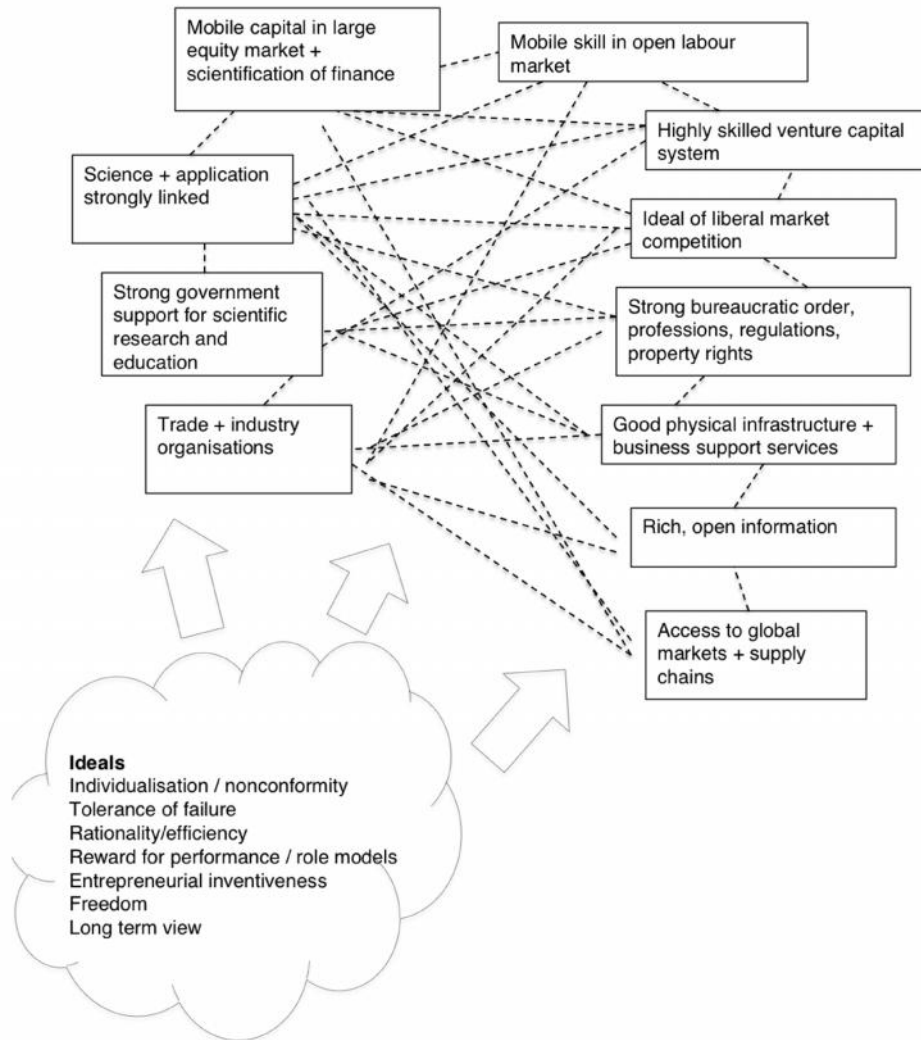 Mobile capital in large
equity market +
scientification of finance
Mobile skill in open labour
market
Highly skilled venture capital
system
Science + application
strongly linked
Ideal of liberal market
competition
Strong government
support for scientific
research and
education
Strong bureaucratic order,
professions, regulations,
property rights
Trade + industry
organisations
Good physical infrastructure +
business support services
Rich, open information
Access to global
markets + supply
chains
Ideals
Individualisation / nonconformity
Tolerance of failure
Rationality/efficiency
Reward for performance / role models
Entrepreneurial inventiveness
Freedom
Long term view